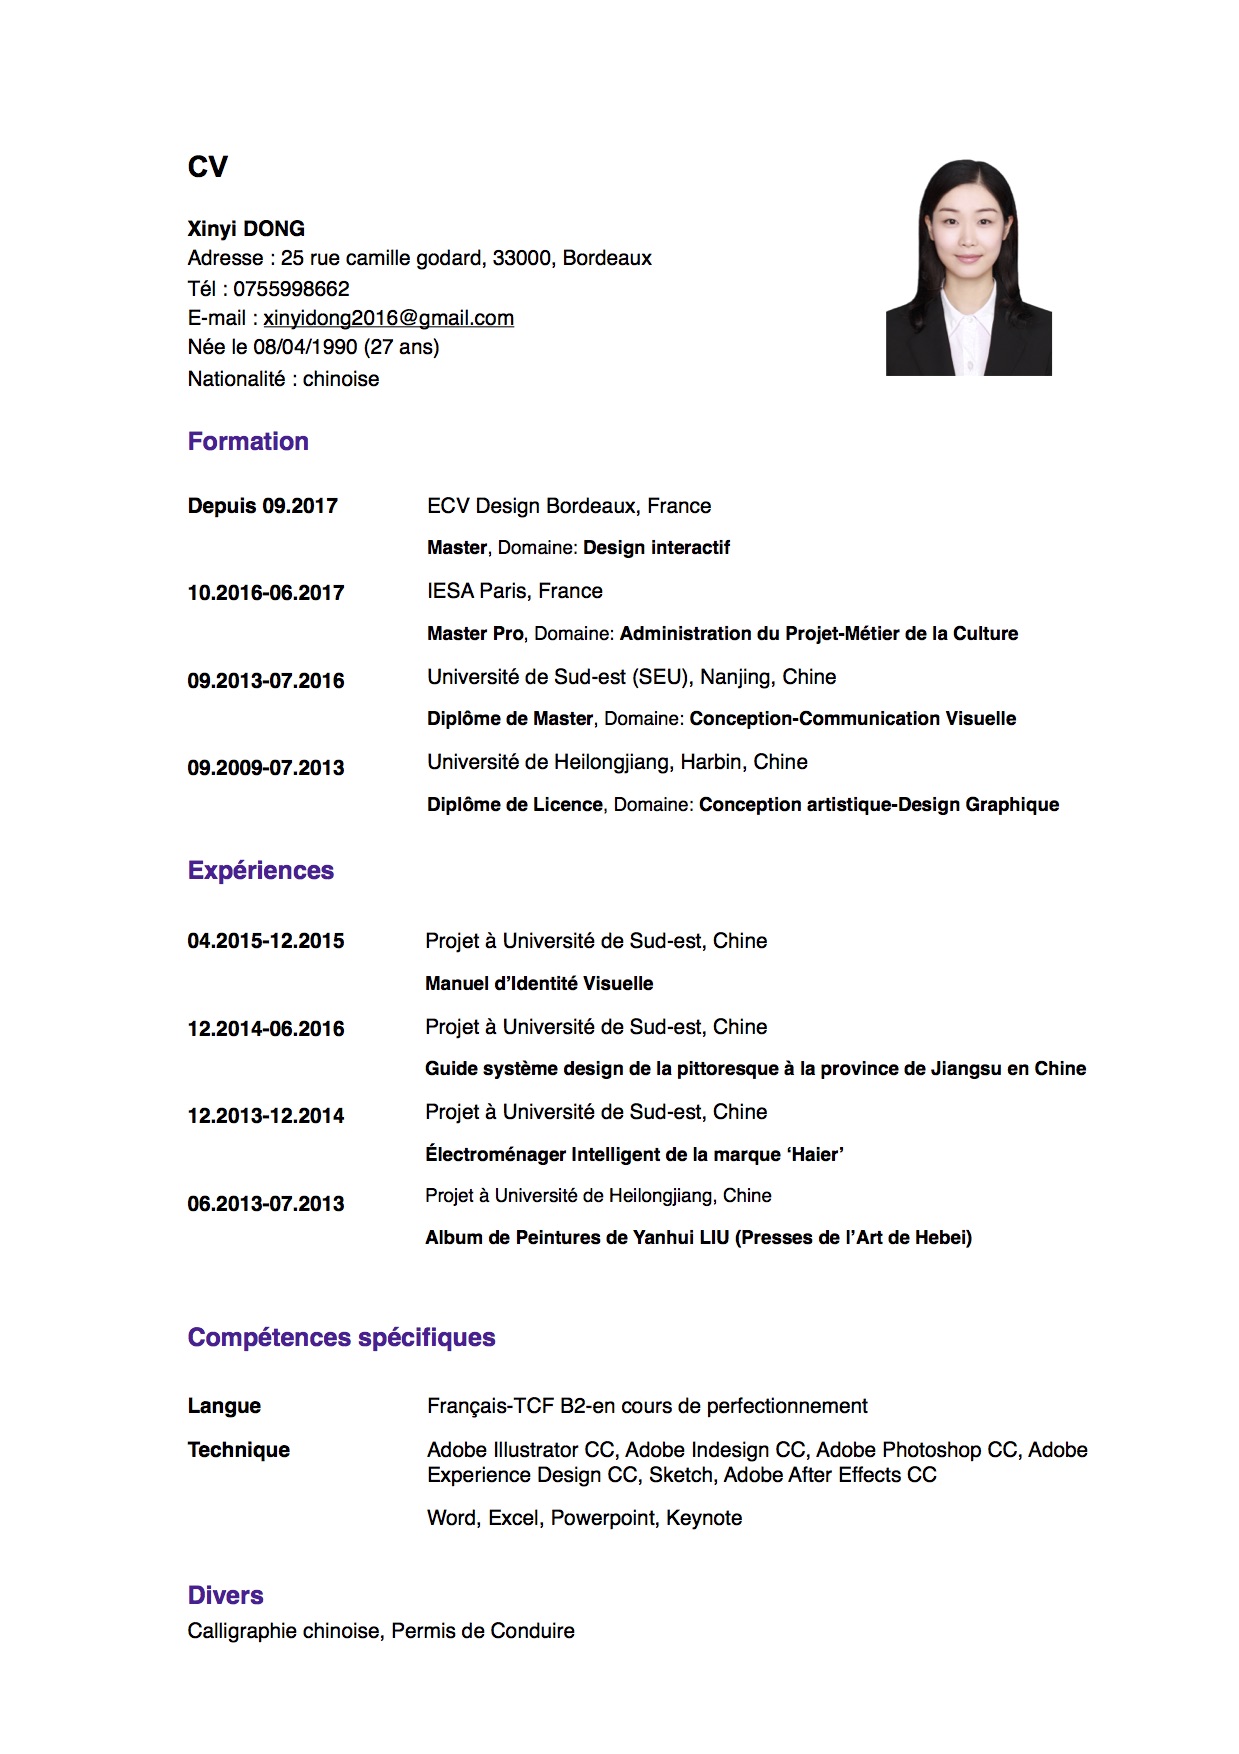 CV
Xinyi DONG
Adresse : 25 rue camille godard, 33000, Bordeaux
Tél : 0755998662
E-mail : xinyidong2016@gmail.com
Née le 08/04/1990 (27 ans)
Nationalité : chinoise
Formation
Depuis 09.2017 ECV Design Bordeaux, France
Master, Domaine: Design interactif
10.2016-06.2017 IESA Paris, France
Master Pro, Domaine: Administration du Projet-Métier de la Culture
09.2013-07.2016 Université de Sud-est (SEU), Nanjing, Chine
Diplôme de Master, Domaine: Conception-Communication Visuelle
09.2009-07.2013 Université de Heilongjiang, Harbin, Chine
Diplôme de Licence, Domaine: Conception artistique-Design Graphique
Expériences
04.2015-12.2015 Projet à Université de Sud-est, Chine
Manuel d’Identité Visuelle
12.2014-06.2016 Projet à Université de Sud-est, Chine
Guide système design de la pittoresque à la province de Jiangsu en Chine
12.2013-12.2014 Projet à Université de Sud-est, Chine
Électroménager Intelligent de la marque ‘Haier’
06.2013-07.2013 Projet à Université de Heilongjiang, Chine
Album de Peintures de Yanhui LIU (Presses de l’Art de Hebei)
Compétences spécifiques
Langue Français-TCF B2-en cours de perfectionnement
Technique Adobe Illustrator CC, Adobe Indesign CC, Adobe Photoshop CC, Adobe
Experience Design CC, Sketch, Adobe After Effects CC
Word, Excel, Powerpoint, Keynote
Divers
Calligraphie chinoise, Permis de Conduire